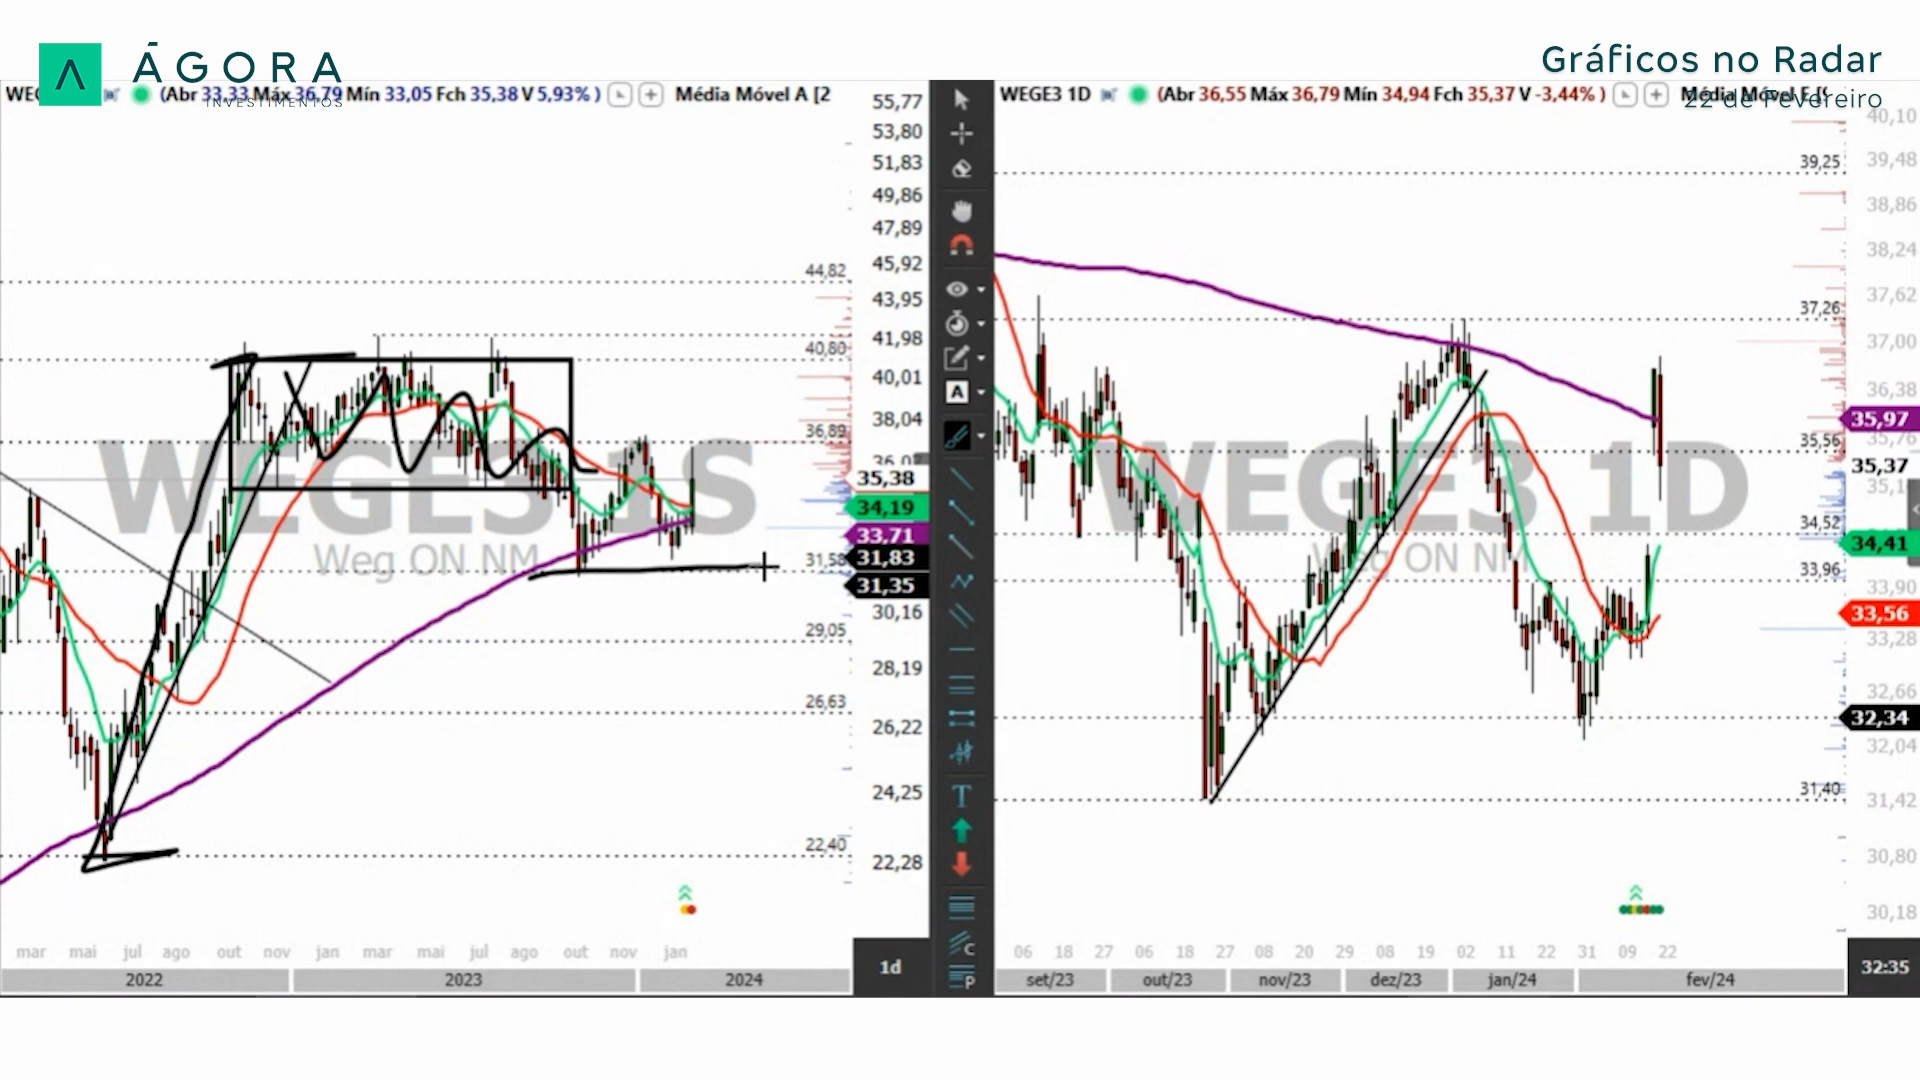 ÁGORA
INVESTIMENTOS
Gráficos no Radar
22 de Fevereiro
(Abr 33,33 Máx 36,79 Mín 33,05 Fch 35,38 V 5,93% ) Média Móvel A [2
WEGE3 1D (Abr 36,55 Máx 36,79 Mín 34,94 Fch 35,37 V -3,44% )
WEGE3 1S
Weg ON NM
44,82
40,80
36,89
31,58
29,05
26,63
22,40
55,77
53,80
51,83
49,86
47,89
45,92
43,95
41,98
40,01
38,04
35,38
34,19
33,71
31,83
31,35
30,16
28,19
26,22
24,25
22,28
mar mai jul ago out nov jan mar mai jul ago out nov jan
2022 2023 2024
1d
A
T
C
P
WEGE3 1D
Weg ON NM
39,25
37,26
35,56
34,52
33,96
31,40
40,10
39,48
38,86
38,24
37,62
37,00
36,38
35,97
35,76
35,37
34,41
33,90
33,56
33,28
32,66
32,34
32,04
31,42
30,80
30,18
06 18 27 06 18 27 08 20 29 08 19 02 11 22 31 09 22
set/23 out/23 nov/23 dez/23 jan/24 fev/24
32:35